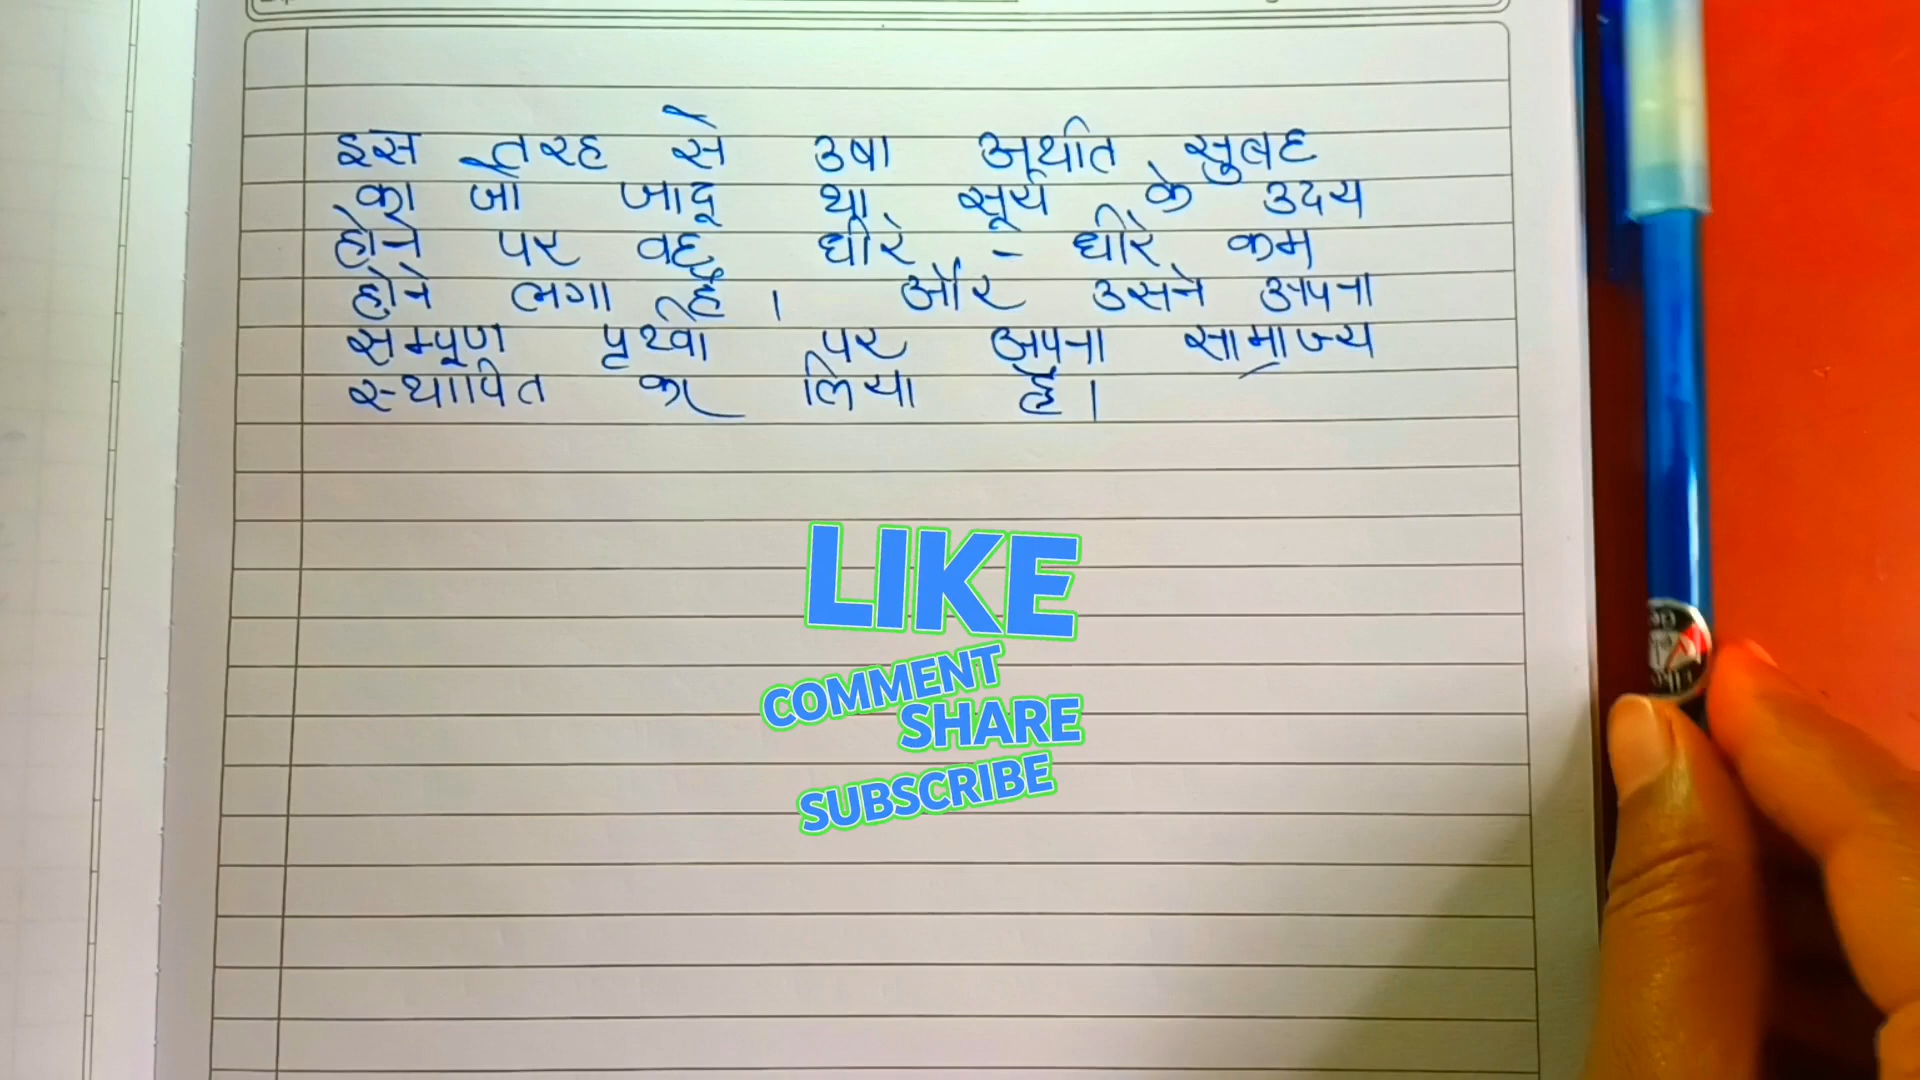 इस तरह से उषा अर्थात सुबह
का जो जादू था सूर्य के उदय
होने पर वह धीरे - धीरे कम
होने लगा है । और उसने अपना
सम्पूर्ण पृथ्वी पर अपना साम्राज्य
स्थापित कर लिया है ।
LIKE
COMMENT
SHARE
SUBSCRIBE